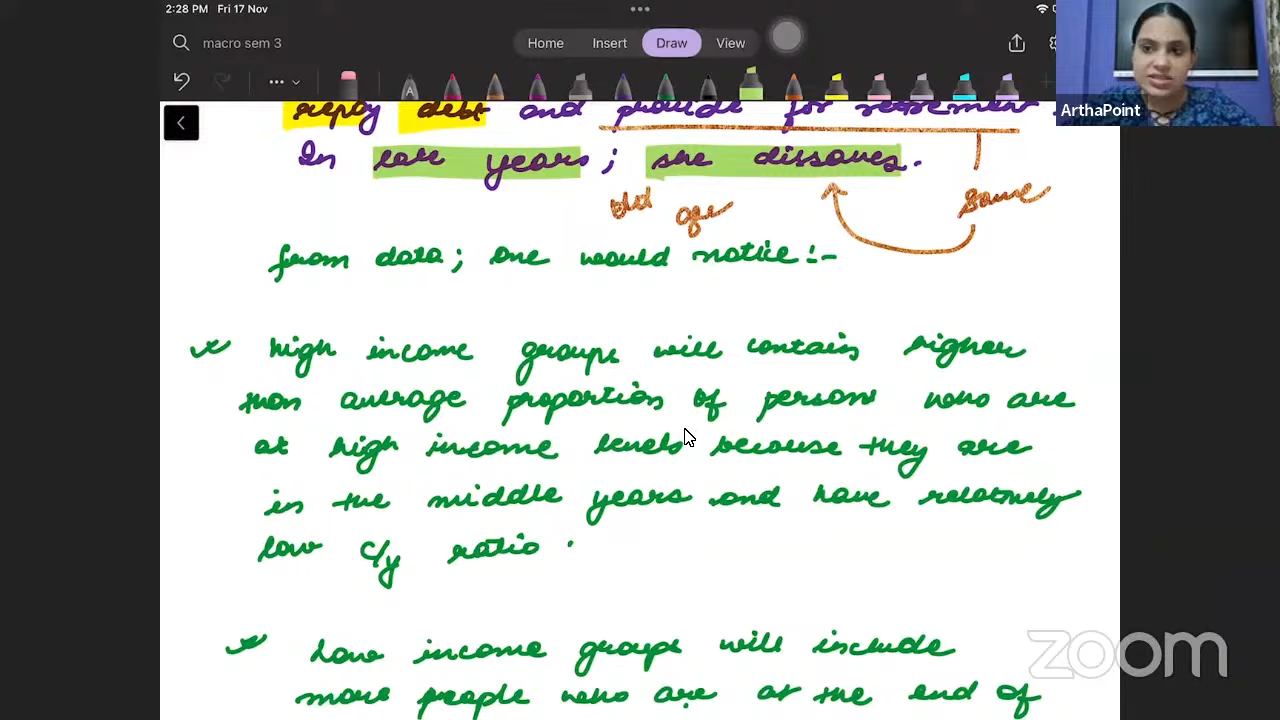 2:28 PM Fri 17 Nov
macro sem 3
Home Insert Draw View
A
ArthaPoint
repay debt and provide for retirement.
In late years; she dissaves.
old age
same
from data; one would notice:-
* high income groups will contain higher
than average proportion of persons who are
at high income levels because they are
in the middle years and have relatively
low c/y ratio.
* low income groups will include
more people who are at the end of
zoom